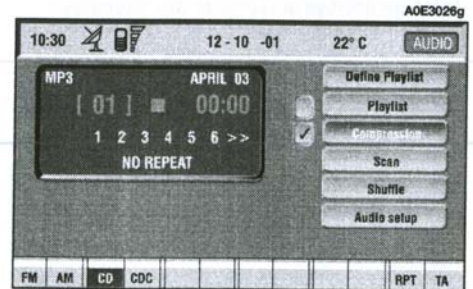 A0E3026g
10:30 12-10 -01 22° C AUDIO
MP3 APRIL 03
[ 01 ] 00:00
1 2 3 4 5 6 >>
NO REPEAT
Define Playlist
Playlist
Compression
Scan
Shuffle
Audio setup
FM AM CD CDC RPT TA